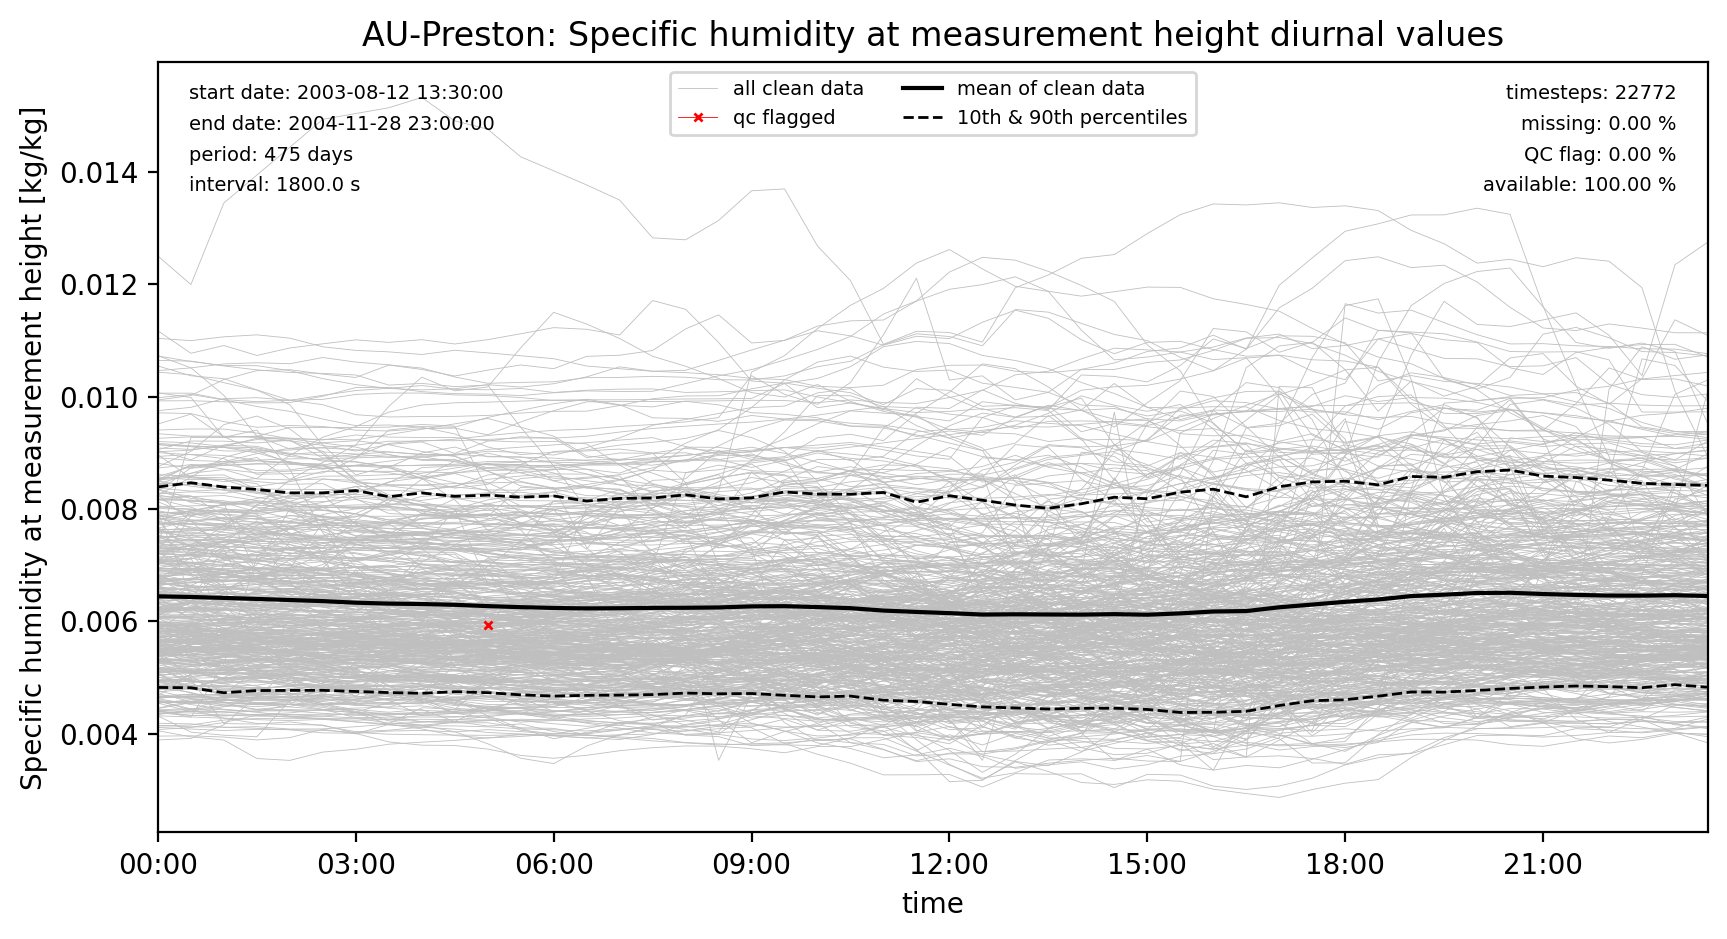 AU-Preston: Specific humidity at measurement height diurnal values
start date: 2003-08-12 13:30:00
end date: 2004-11-28 23:00:00
period: 475 days
interval: 1800.0 s
all clean data
qc flagged
mean of clean data
10th & 90th percentiles
timesteps: 22772
missing: 0.00 %
QC flag: 0.00 %
available: 100.00 %
Specific humidity at measurement height [kg/kg]
0.014
0.012
0.010
0.008
0.006
0.004
00:00 03:00 06:00 09:00 12:00 15:00 18:00 21:00
time